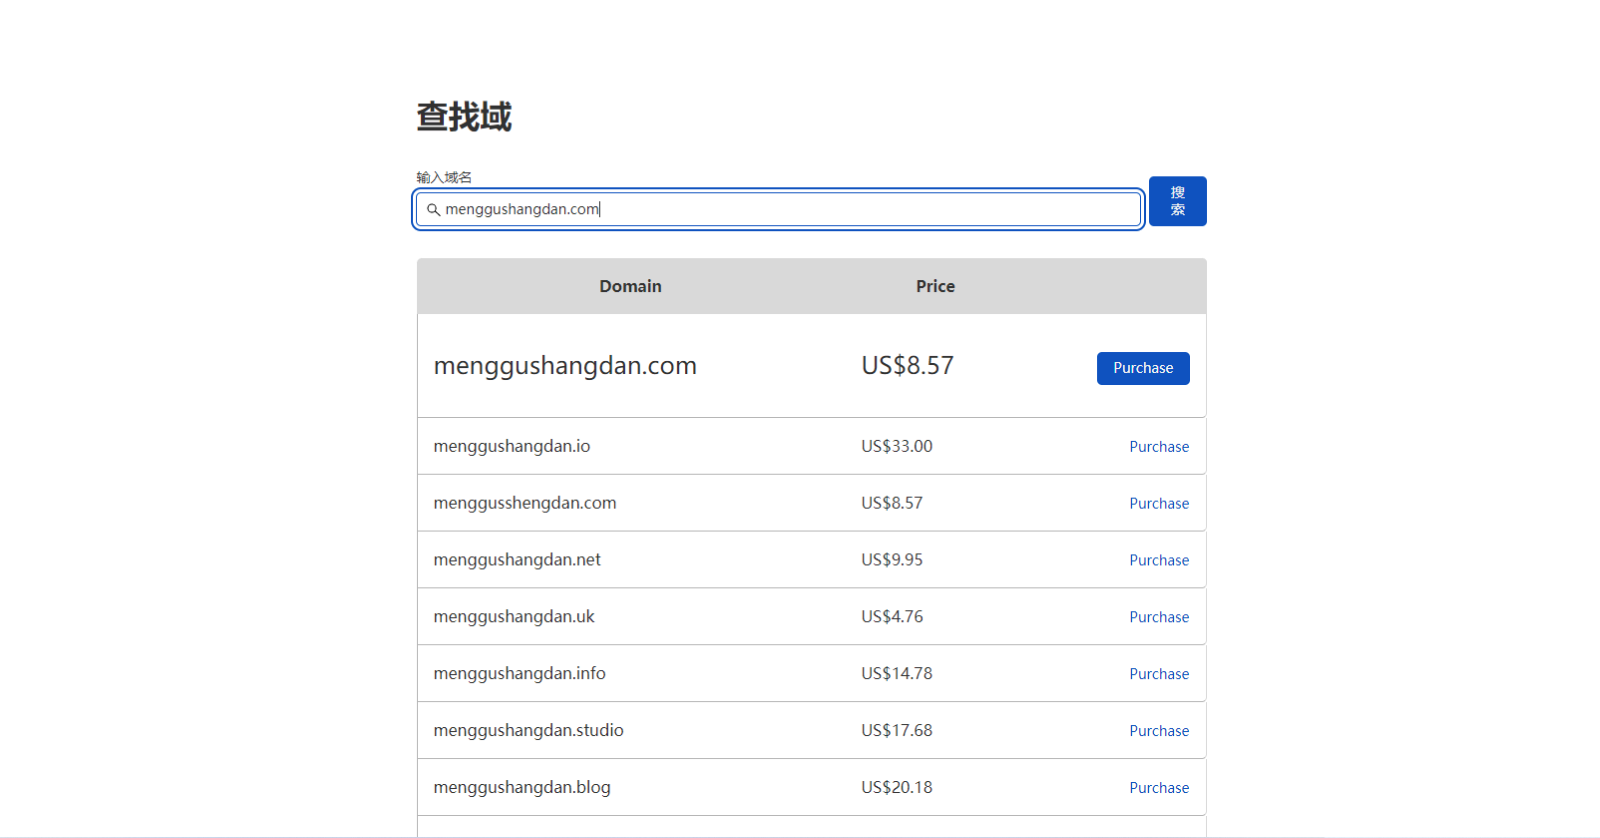 查找域
输入域名
menggushangdan.com
搜
索
Domain Price
menggushangdan.com US$8.57 Purchase
menggushangdan.io US$33.00 Purchase
menggusshengdan.com US$8.57 Purchase
menggushangdan.net US$9.95 Purchase
menggushangdan.uk US$4.76 Purchase
menggushangdan.info US$14.78 Purchase
menggushangdan.studio US$17.68 Purchase
menggushangdan.blog US$20.18 Purchase